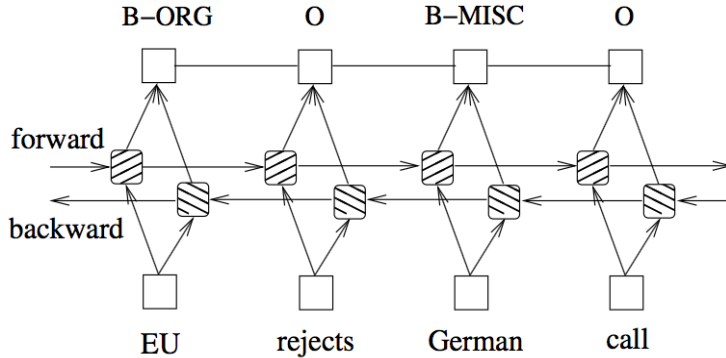 B-ORG O B-MISC O
forward
backward
EU rejects German call